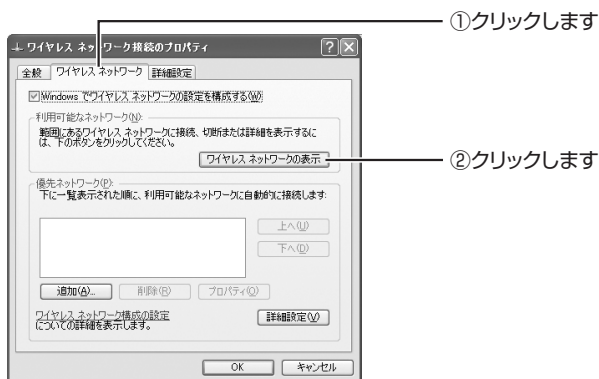 ①クリックします
ワイヤレス ネットワーク接続のプロパティ
全般 ワイヤレス ネットワーク 詳細設定
Windows でワイヤレス ネットワークの設定を構成する(W)
利用可能なネットワーク(N):
範囲にあるワイヤレス ネットワークに接続、切断または詳細を表示するに
は、下のボタンをクリックしてください。
ワイヤレス ネットワークの表示
②クリックします
優先ネットワーク(P):
下に一覧表示された順に、利用可能なネットワークに自動的に接続します:
上へ(U)
下へ(D)
追加(A)... 削除(R) プロパティ(O)
ワイヤレス ネットワーク構成の設定
についての詳細を表示します。
詳細設定(V)
OK キャンセル